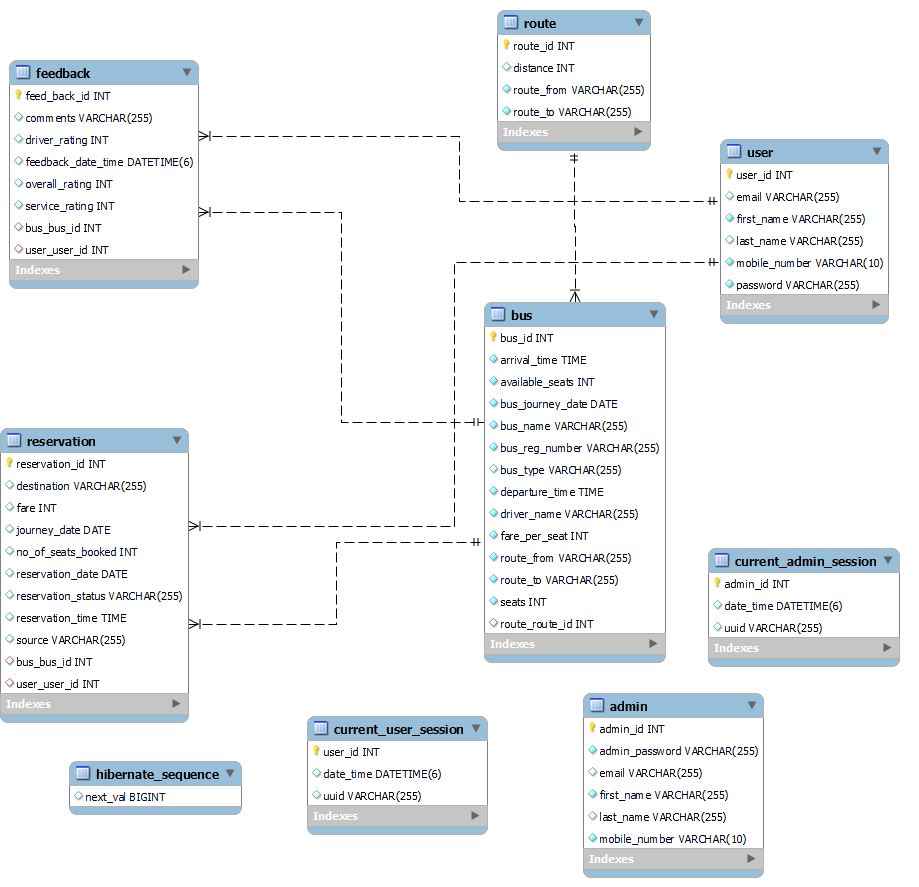 route
route_id INT
distance INT
route_from VARCHAR(255)
route_to VARCHAR(255)
Indexes
feedback
feed_back_id INT
comments VARCHAR(255)
driver_rating INT
feedback_date_time DATETIME(6)
overall_rating INT
service_rating INT
bus_bus_id INT
user_user_id INT
Indexes
user
user_id INT
email VARCHAR(255)
first_name VARCHAR(255)
last_name VARCHAR(255)
mobile_number VARCHAR(10)
password VARCHAR(255)
Indexes
bus
bus_id INT
arrival_time TIME
available_seats INT
bus_journey_date DATE
bus_name VARCHAR(255)
bus_reg_number VARCHAR(255)
bus_type VARCHAR(255)
departure_time TIME
driver_name VARCHAR(255)
fare_per_seat INT
route_from VARCHAR(255)
route_to VARCHAR(255)
seats INT
route_route_id INT
Indexes
reservation
reservation_id INT
destination VARCHAR(255)
fare INT
journey_date DATE
no_of_seats_booked INT
reservation_date DATE
reservation_status VARCHAR(255)
reservation_time TIME
source VARCHAR(255)
bus_bus_id INT
user_user_id INT
Indexes
current_admin_session
admin_id INT
date_time DATETIME(6)
uuid VARCHAR(255)
Indexes
admin
admin_id INT
admin_password VARCHAR(255)
email VARCHAR(255)
first_name VARCHAR(255)
last_name VARCHAR(255)
mobile_number VARCHAR(10)
Indexes
current_user_session
user_id INT
date_time DATETIME(6)
uuid VARCHAR(255)
Indexes
hibernate_sequence
next_val BIGINT